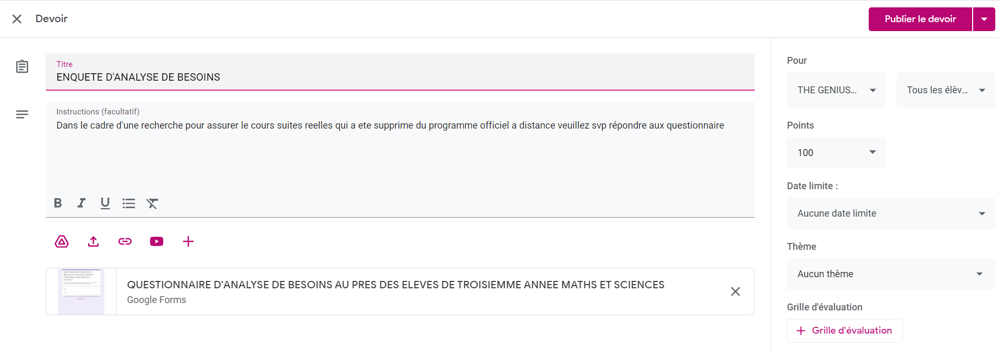 Devoir
Publier le devoir
Titre
ENQUETE D'ANALYSE DE BESOINS
Instructions (facultatif)
Dans le cadre d'une recherche pour assurer le cours suites reelles qui a ete supprime du programme officiel a distance veuillez svp répondre aux questionnaire
B I U
QUESTIONNAIRE D'ANALYSE DE BESOINS AU PRES DES ELEVES DE TROISIEMME ANNEE MATHS ET SCIENCES
Google Forms
Pour
THE GENIUS... Tous les élèv...
Points
100
Date limite :
Aucune date limite
Thème
Aucun thème
Grille d'évaluation
Grille d'évaluation